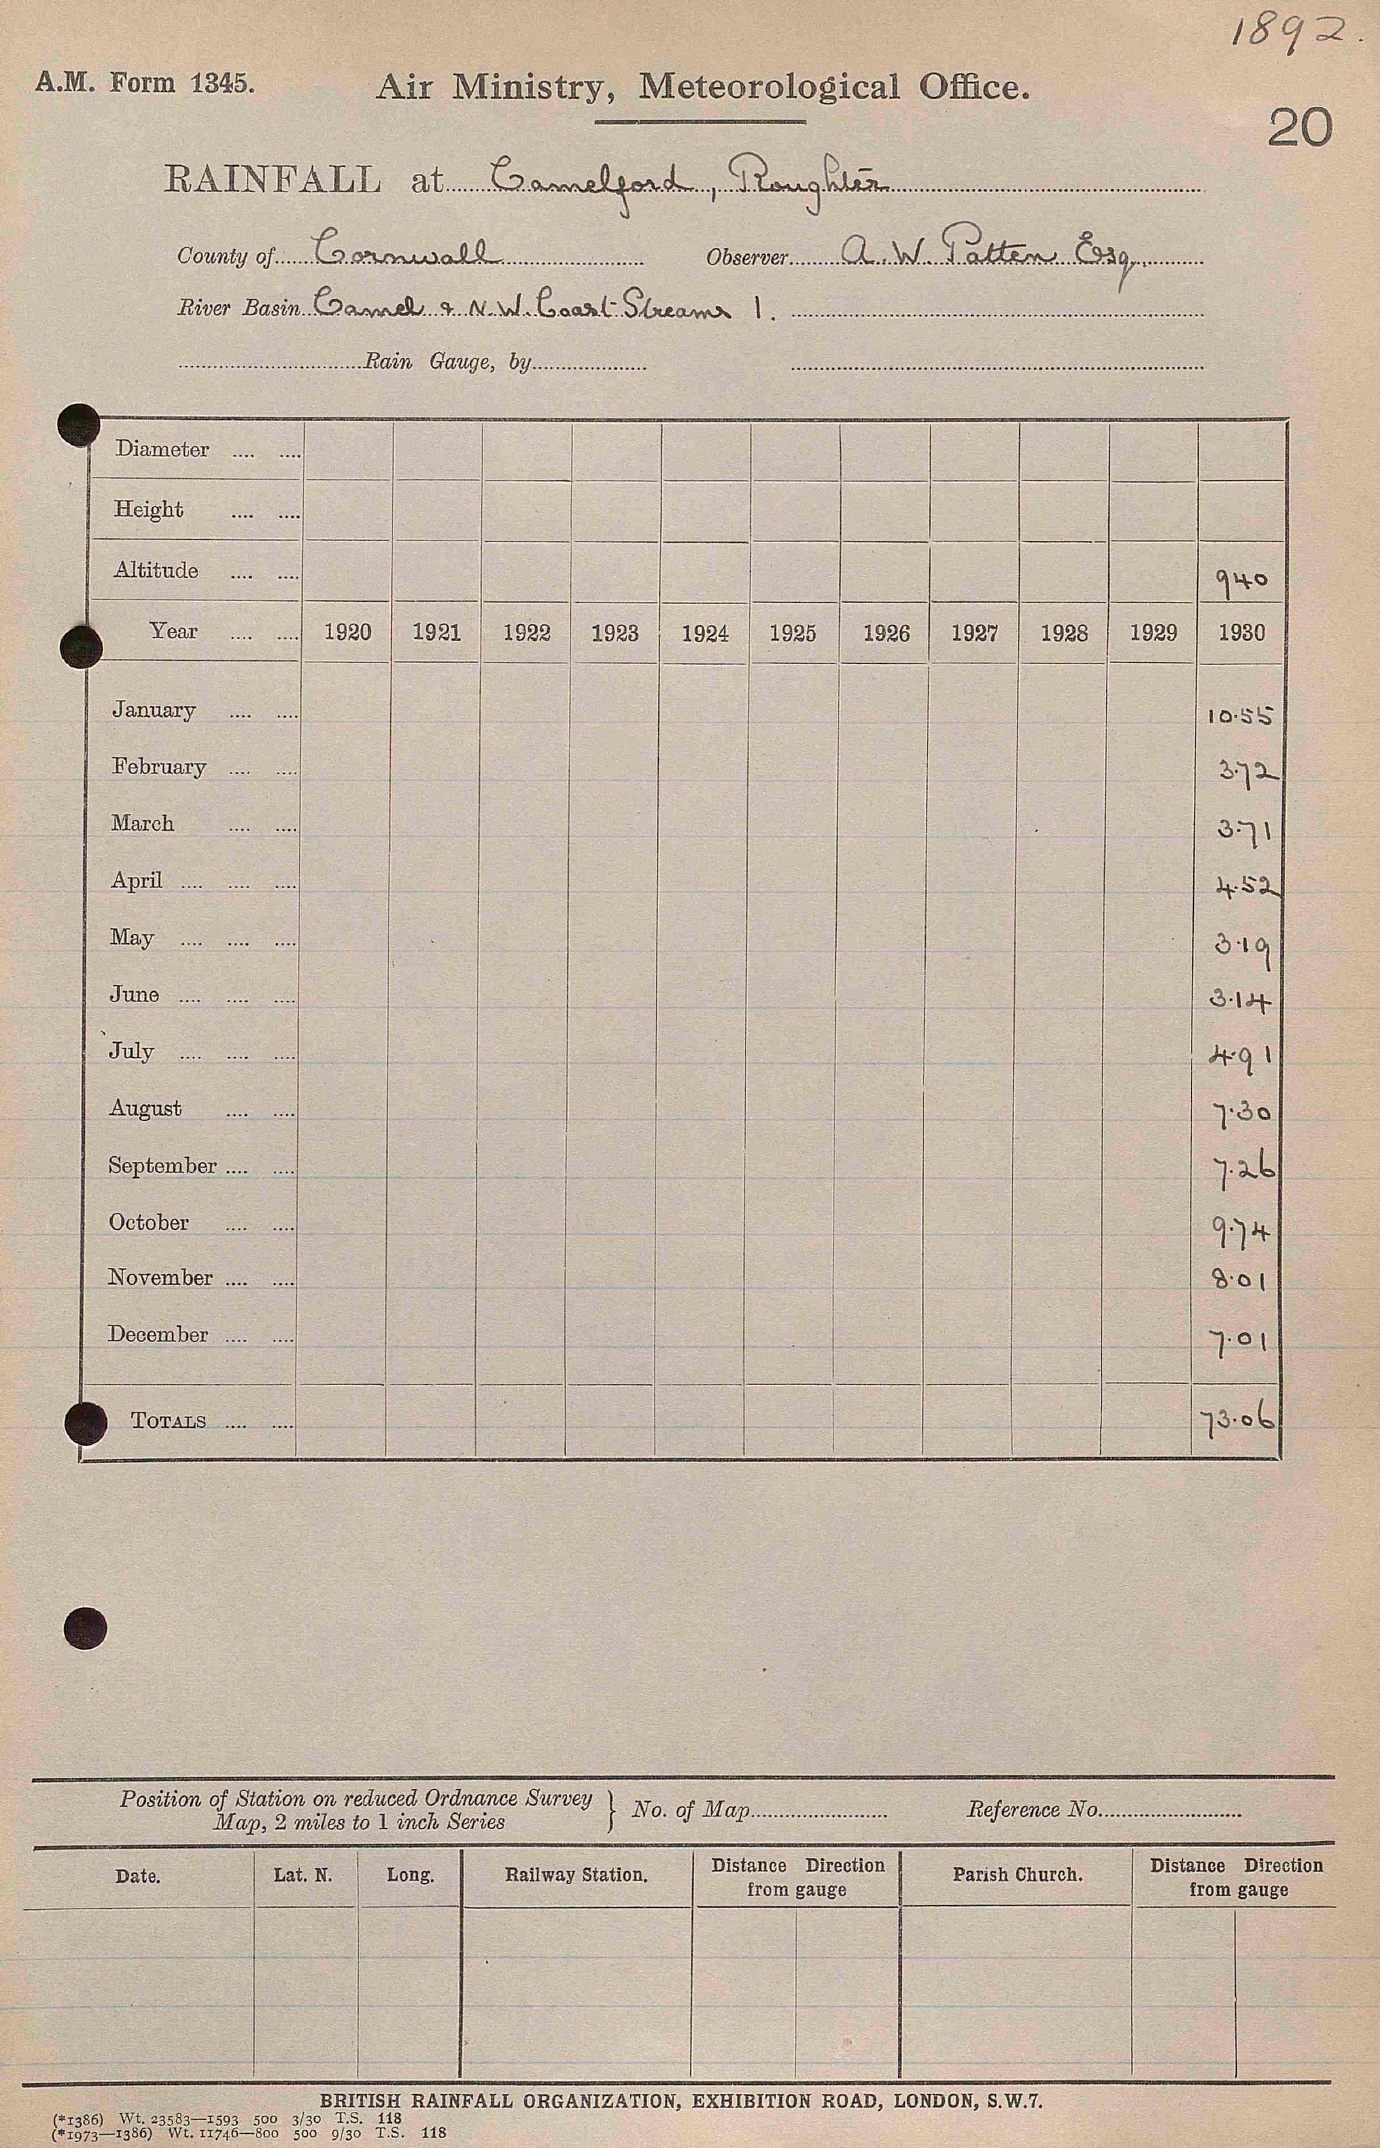 1892.
A.M. Form 1345. Air Ministry, Meteorological Office.
20
RAINFALL at Camelford, Roughter
County of Cornwall Observer A. W. Patten Esq.
River Basin Camel & N.W. Coast Streams 1.
Rain Gauge, by
Diameter .... ....
Height .... ....
Altitude .... .... 940
Year .... .... 1920 1921 1922 1923 1924 1925 1926 1927 1928 1929 1930
January .... .... 10.55
February .... .... 3.72
March .... .... 3.71
April .... .... .... 4.52
May .... .... .... 3.19
June .... .... .... 3.14
July .... .... .... 4.91
August .... .... 7.30
September .... .... 7.26
October .... .... 9.74
November .... .... 8.01
December .... .... 7.01
TOTALS .... .... 73.06
Position of Station on reduced Ordnance Survey } No. of Map Reference No.
Map, 2 miles to 1 inch Series
Date. Lat. N. Long. Railway Station. Distance Direction Parish Church. Distance Direction
from gauge from gauge
BRITISH RAINFALL ORGANIZATION, EXHIBITION ROAD, LONDON, S.W.7.
(*1386) Wt. 23583—1593 500 3/30 T.S. 118
(*1973—1386) Wt. 11746—800 500 9/30 T.S. 118